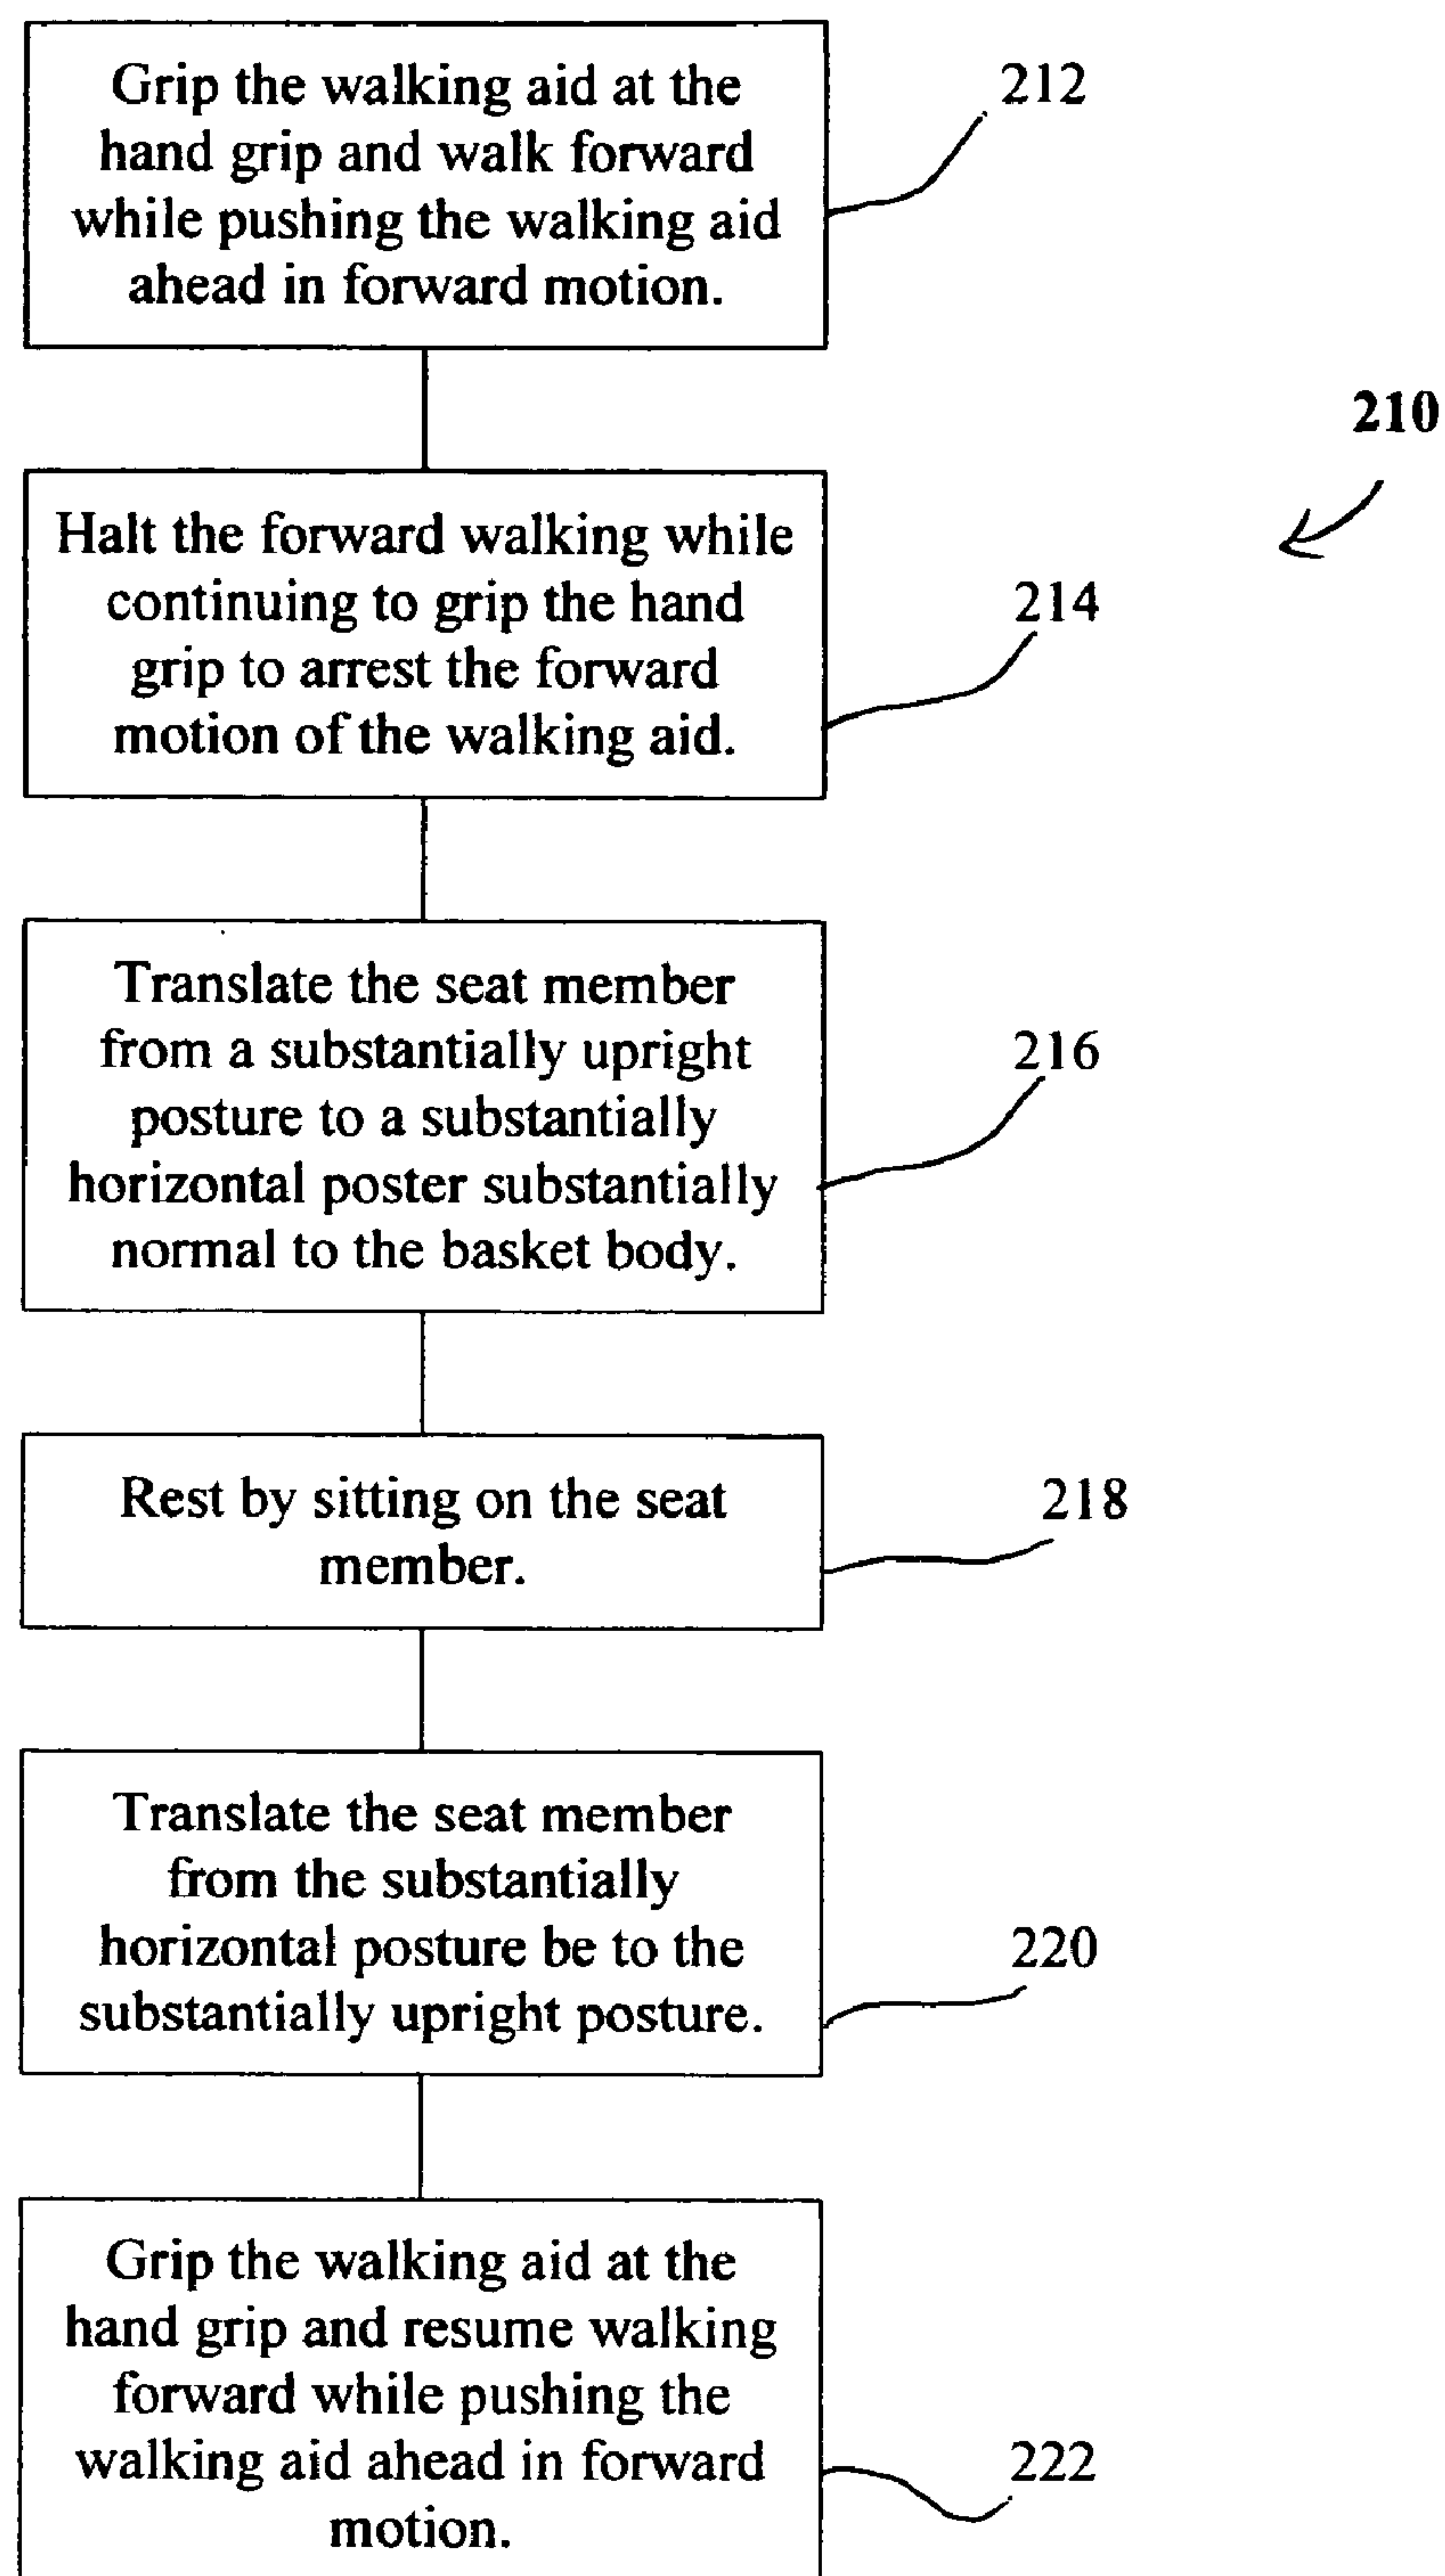 Grip the walking aid at the
hand grip and walk forward
while pushing the walking aid
ahead in forward motion.
212
210
Halt the forward walking while
continuing to grip the hand
grip to arrest the forward
motion of the walking aid.
214
Translate the seat member
from a substantially upright
posture to a substantially
horizontal poster substantially
normal to the basket body.
216
Rest by sitting on the seat
member.
218
Translate the seat member
from the substantially
horizontal posture be to the
substantially upright posture.
220
Grip the walking aid at the
hand grip and resume walking
forward while pushing the
walking aid ahead in forward
motion.
222